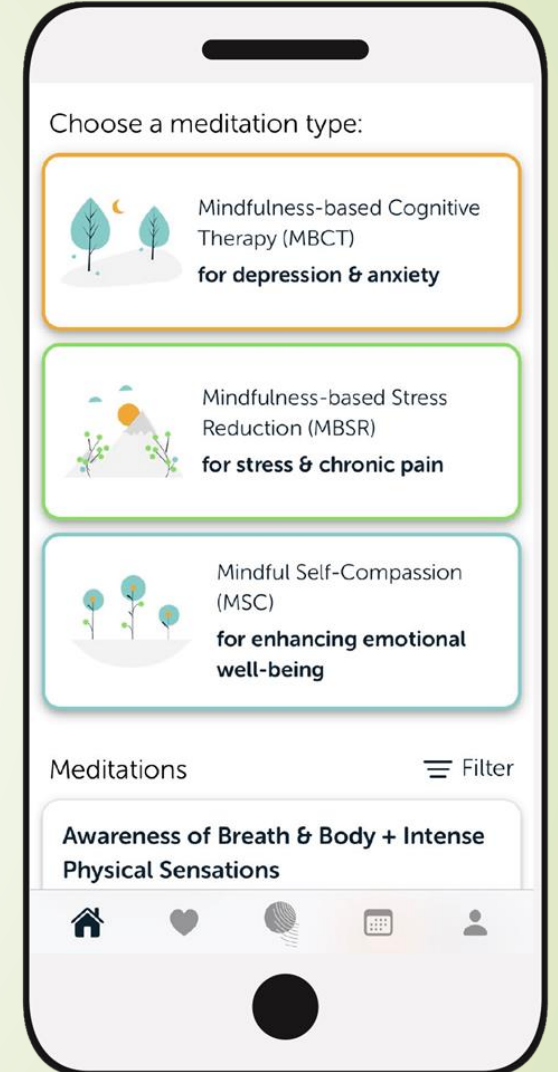 Choose a meditation type:
Mindfulness-based Cognitive
Therapy (MBCT)
for depression & anxiety
Mindfulness-based Stress
Reduction (MBSR)
for stress & chronic pain
Mindful Self-Compassion
(MSC)
for enhancing emotional
well-being
Meditations
Filter
Awareness of Breath & Body + Intense
Physical Sensations